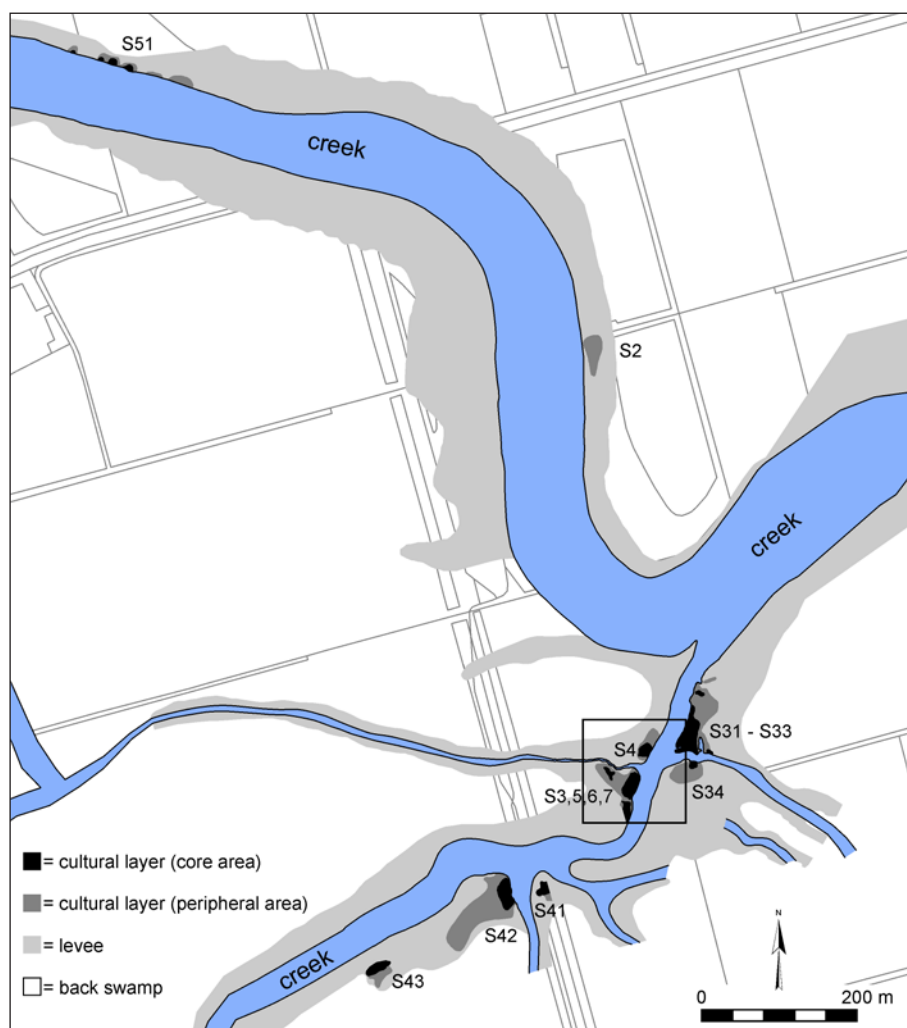 S51
creek
S2
creek
S31 - S33
S4
S3,5,6,7
S34
S41
S42
S43
creek
= cultural layer (core area)
= cultural layer (peripheral area)
= levee
= back swamp
N
0 200 m